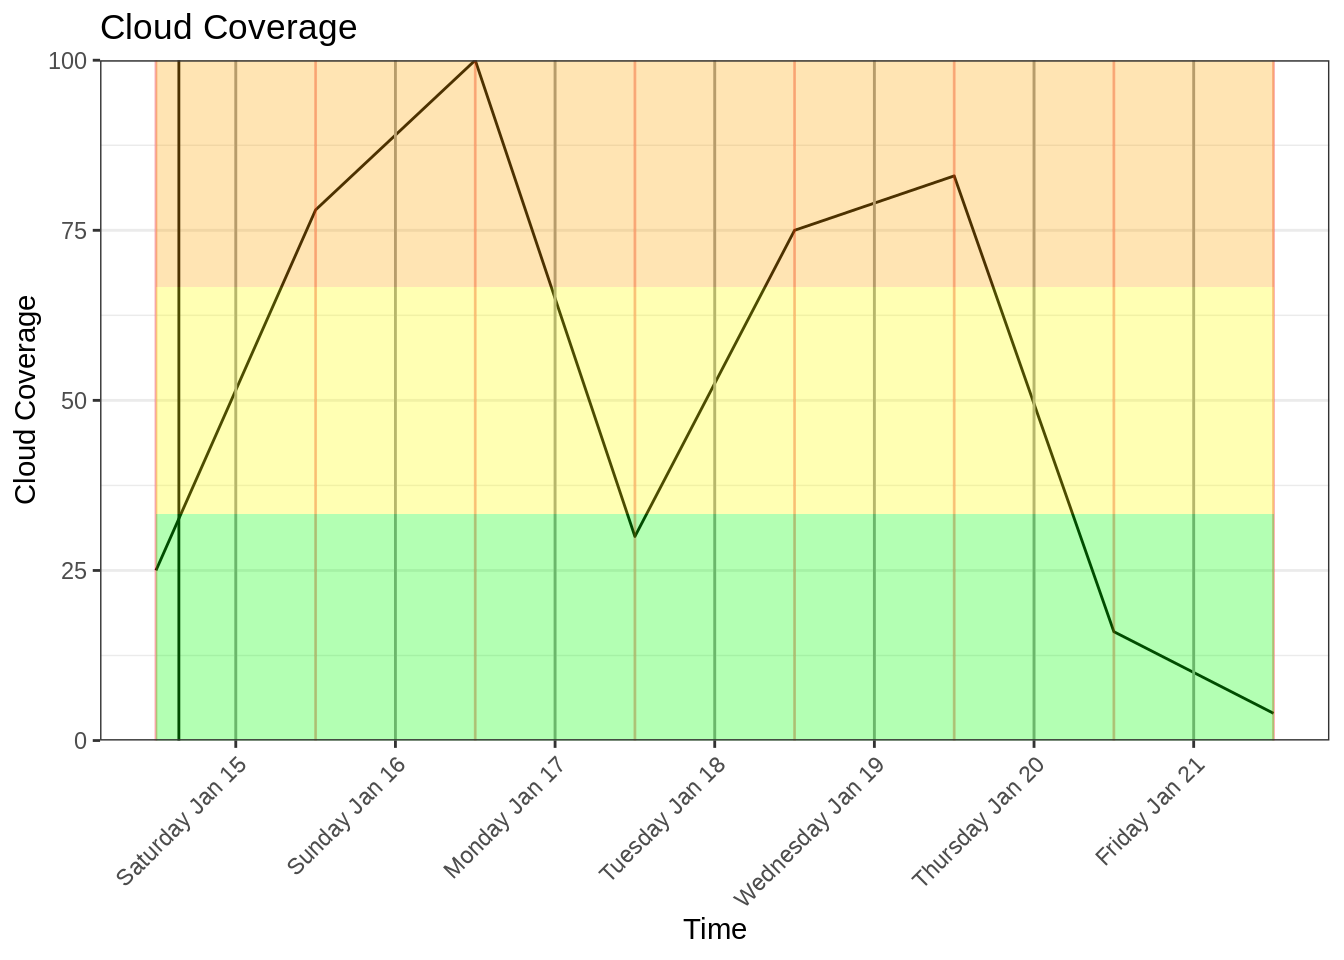 Cloud Coverage
100
75
50
25
0
Cloud Coverage
Saturday Jan 15
Sunday Jan 16
Monday Jan 17
Tuesday Jan 18
Wednesday Jan 19
Thursday Jan 20
Friday Jan 21
Time